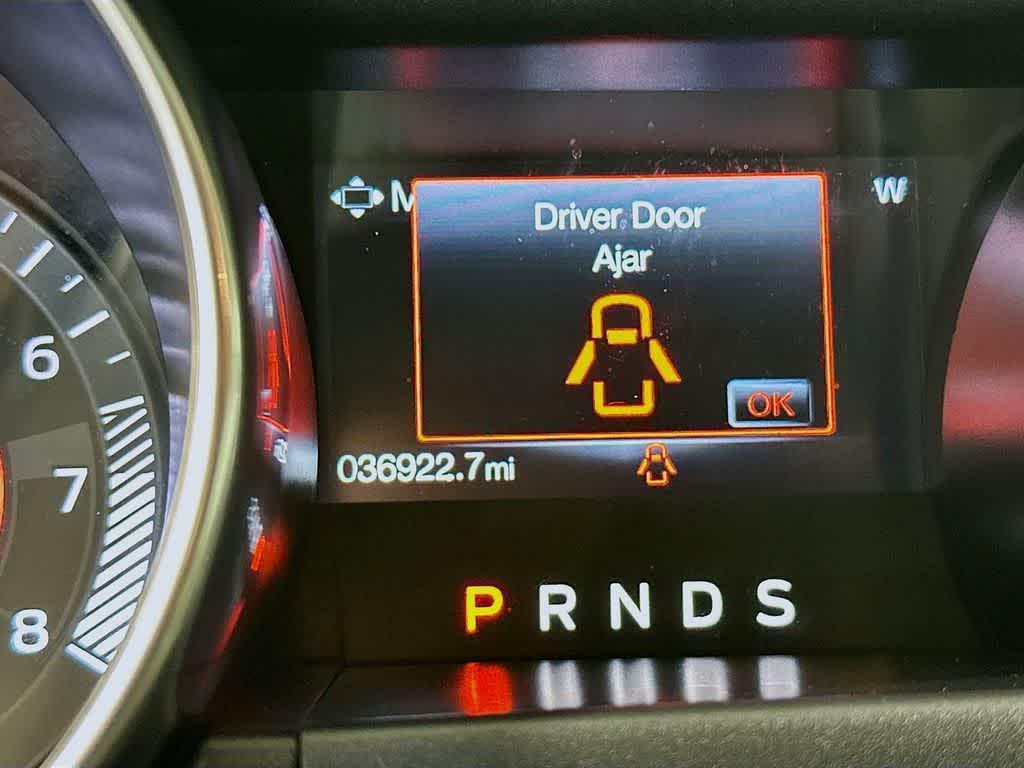 M
W
Driver Door
Ajar
OK
036922.7mi
P R N D S
6
7
8